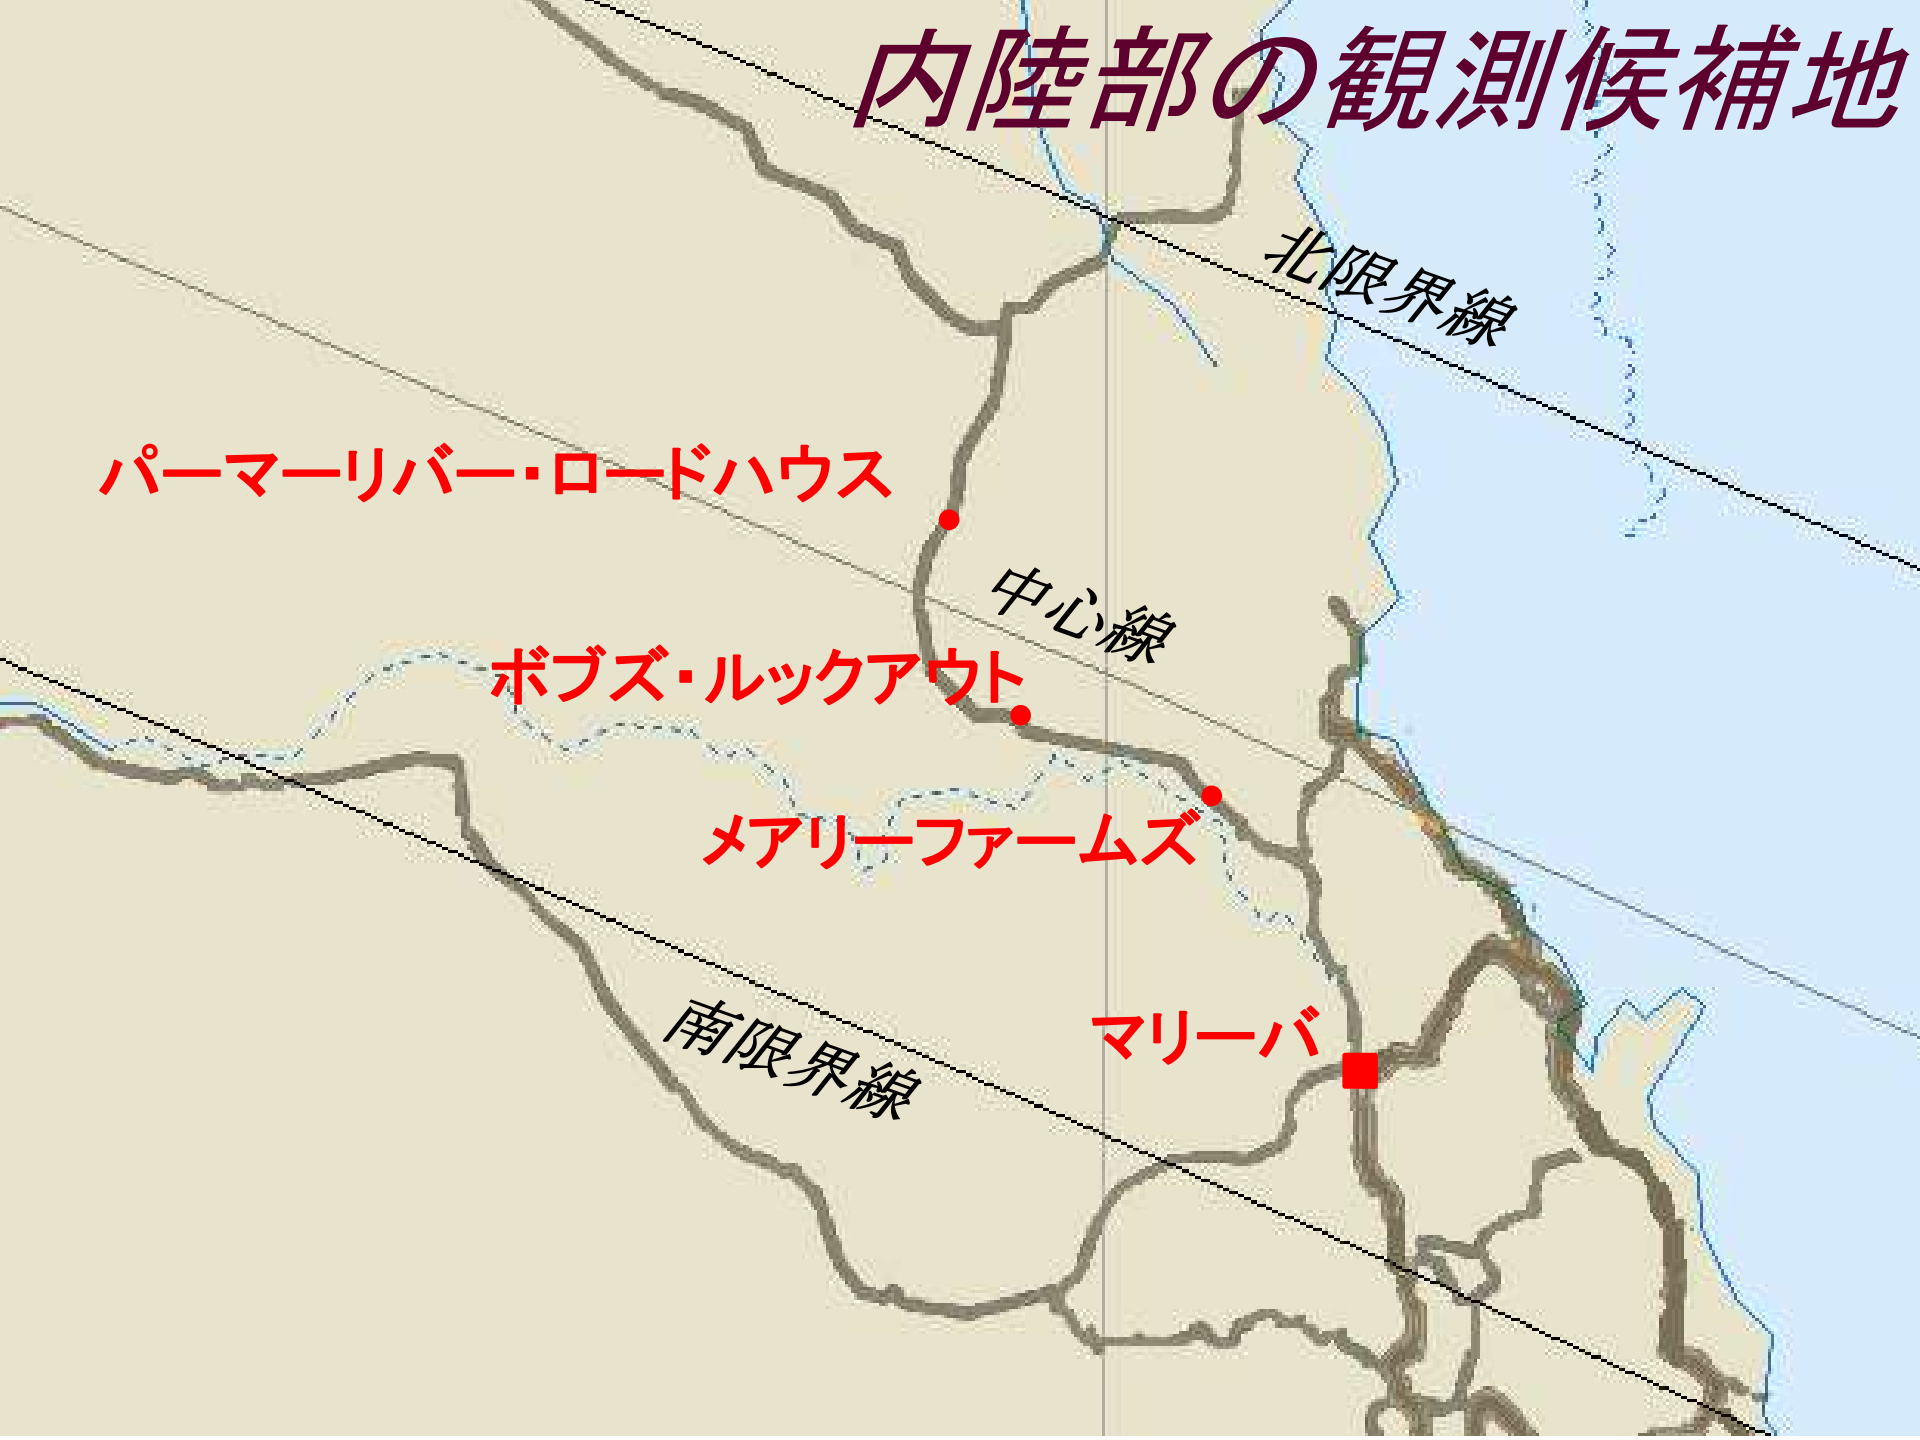 内陸部の観測候補地
北限界線
パーマーリバー・ロードハウス
中心線
ボブズ・ルックアウト
メアリーファームズ
南限界線
マリーバ